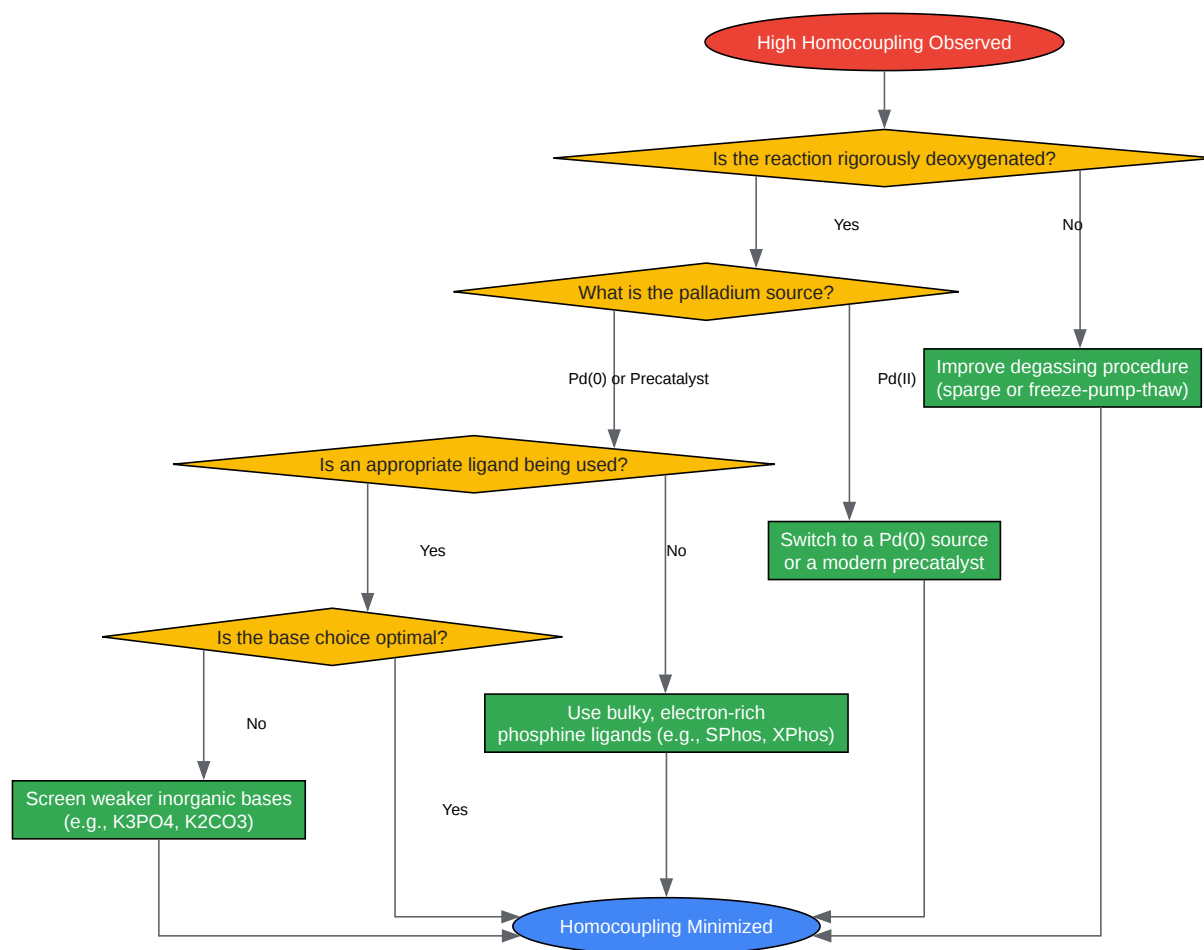 High Homocoupling Observed
Is the reaction rigorously deoxygenated?
Yes
No
What is the palladium source?
Pd(0) or Precatalyst
Pd(II)
Improve degassing procedure
(sparge or freeze-pump-thaw)
Is an appropriate ligand being used?
Yes
No
Switch to a Pd(0) source
or a modern precatalyst
Is the base choice optimal?
No
Yes
Use bulky, electron-rich
phosphine ligands (e.g., SPhos, XPhos)
Screen weaker inorganic bases
(e.g., K3PO4, K2CO3)
Homocoupling Minimized